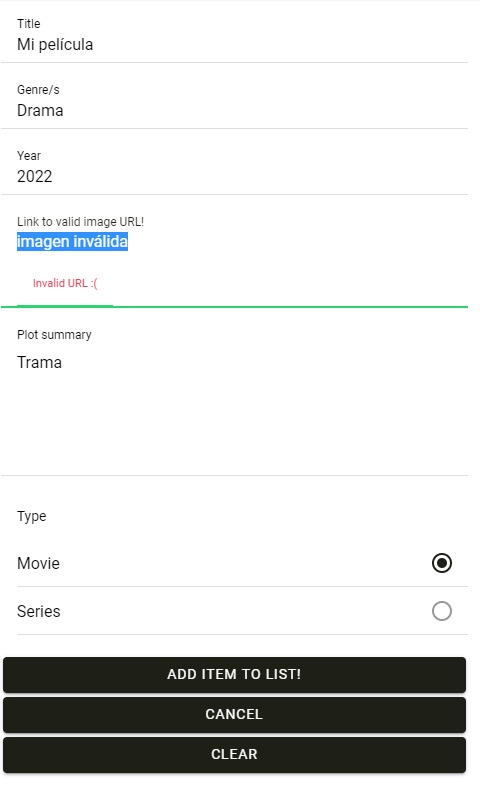 Title
Mi película
Genre/s
Drama
Year
2022
Link to valid image URL!
imagen inválida
Invalid URL :(
Plot summary
Trama
Type
Movie
Series
ADD ITEM TO LIST!
CANCEL
CLEAR